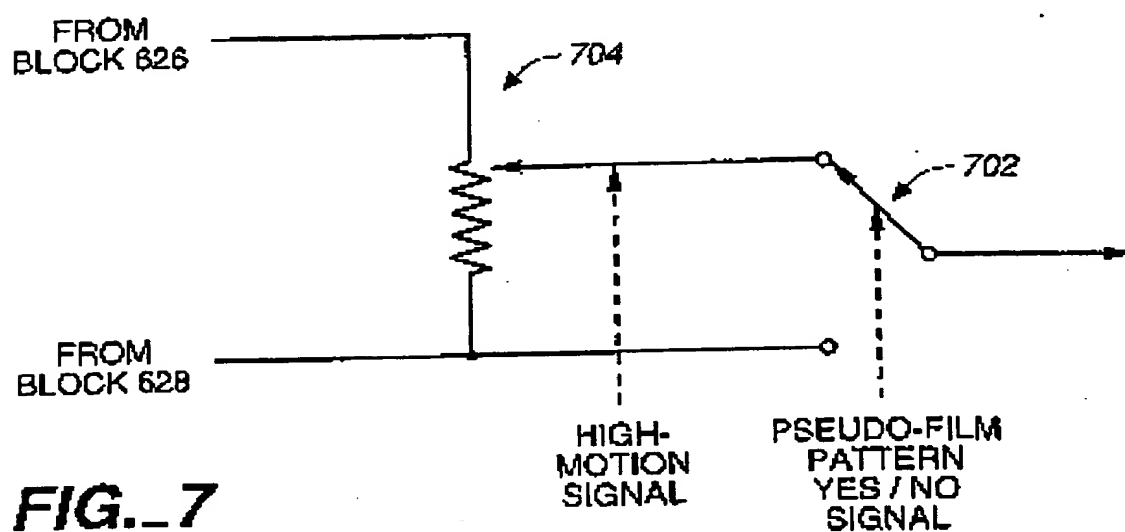 FROM
BLOCK 626
704
702
FROM
BLOCK 628
HIGH-
MOTION
SIGNAL
PSEUDO-FILM
PATTERN
YES / NO
SIGNAL
FIG._7